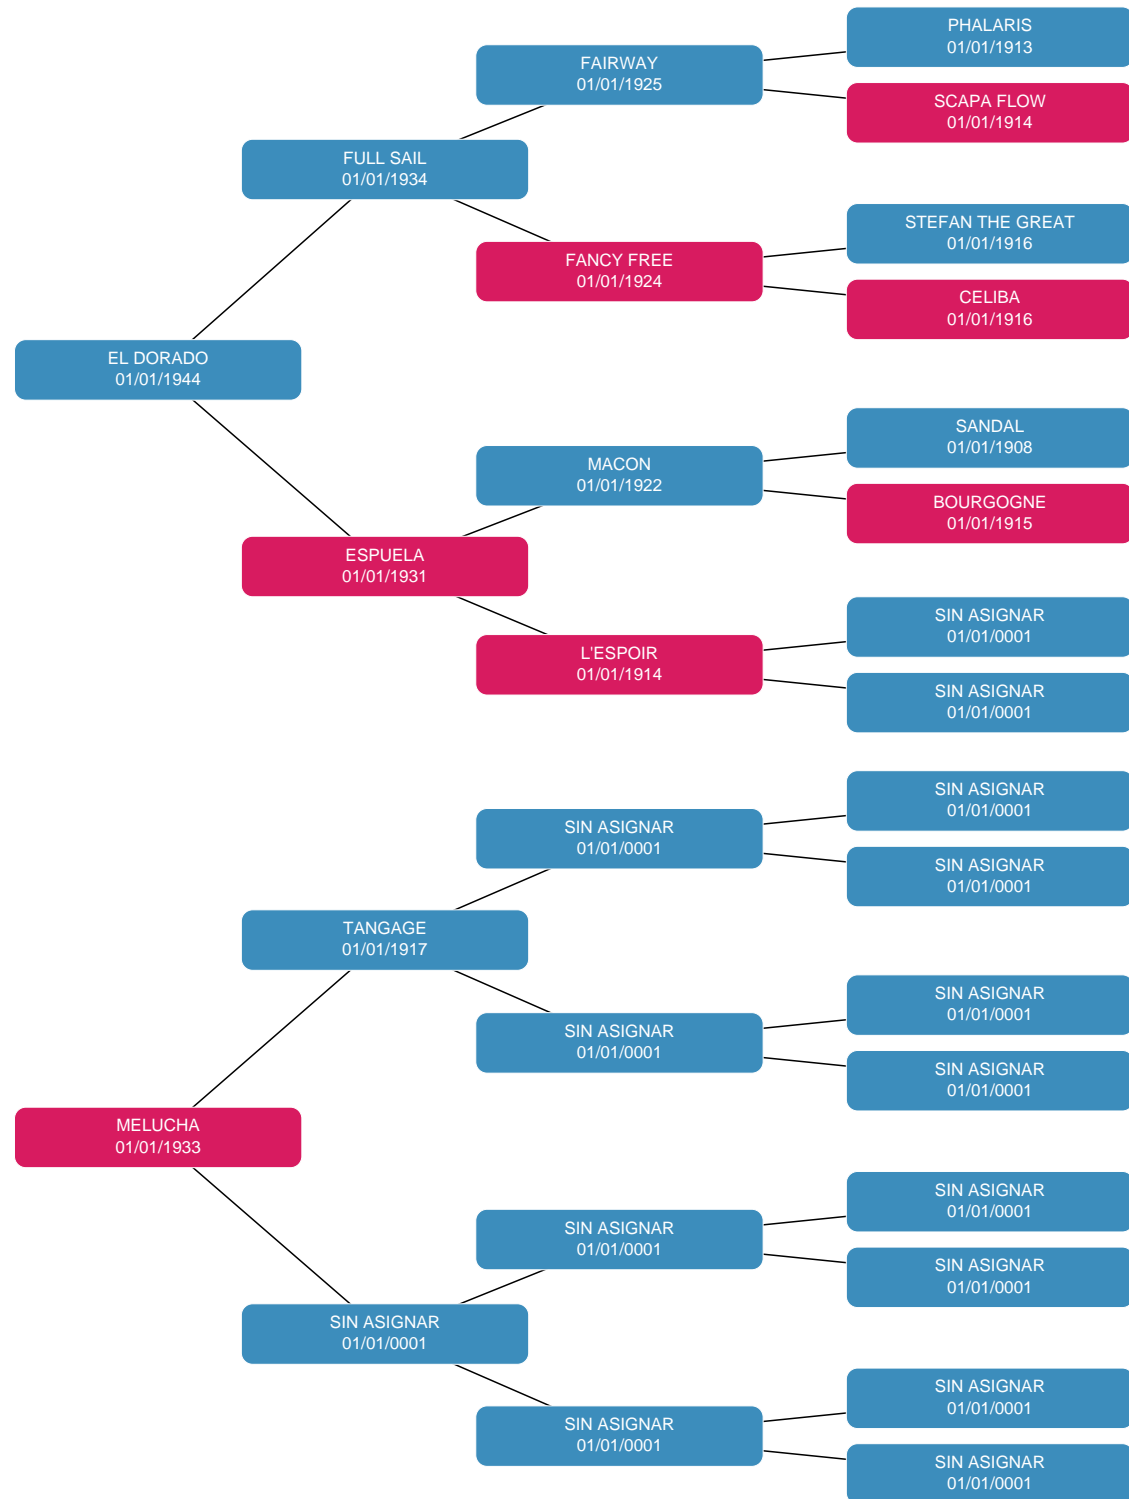 PHALARIS
01/01/1913
FAIRWAY
01/01/1925
SCAPA FLOW
01/01/1914
FULL SAIL
01/01/1934
STEFAN THE GREAT
01/01/1916
FANCY FREE
01/01/1924
CELIBA
01/01/1916
EL DORADO
01/01/1944
SANDAL
01/01/1908
MACON
01/01/1922
BOURGOGNE
01/01/1915
ESPUELA
01/01/1931
SIN ASIGNAR
01/01/0001
L'ESPOIR
01/01/1914
SIN ASIGNAR
01/01/0001
SIN ASIGNAR
01/01/0001
SIN ASIGNAR
01/01/0001
SIN ASIGNAR
01/01/0001
TANGAGE
01/01/1917
SIN ASIGNAR
01/01/0001
SIN ASIGNAR
01/01/0001
SIN ASIGNAR
01/01/0001
MELUCHA
01/01/1933
SIN ASIGNAR
01/01/0001
SIN ASIGNAR
01/01/0001
SIN ASIGNAR
01/01/0001
SIN ASIGNAR
01/01/0001
SIN ASIGNAR
01/01/0001
SIN ASIGNAR
01/01/0001
SIN ASIGNAR
01/01/0001